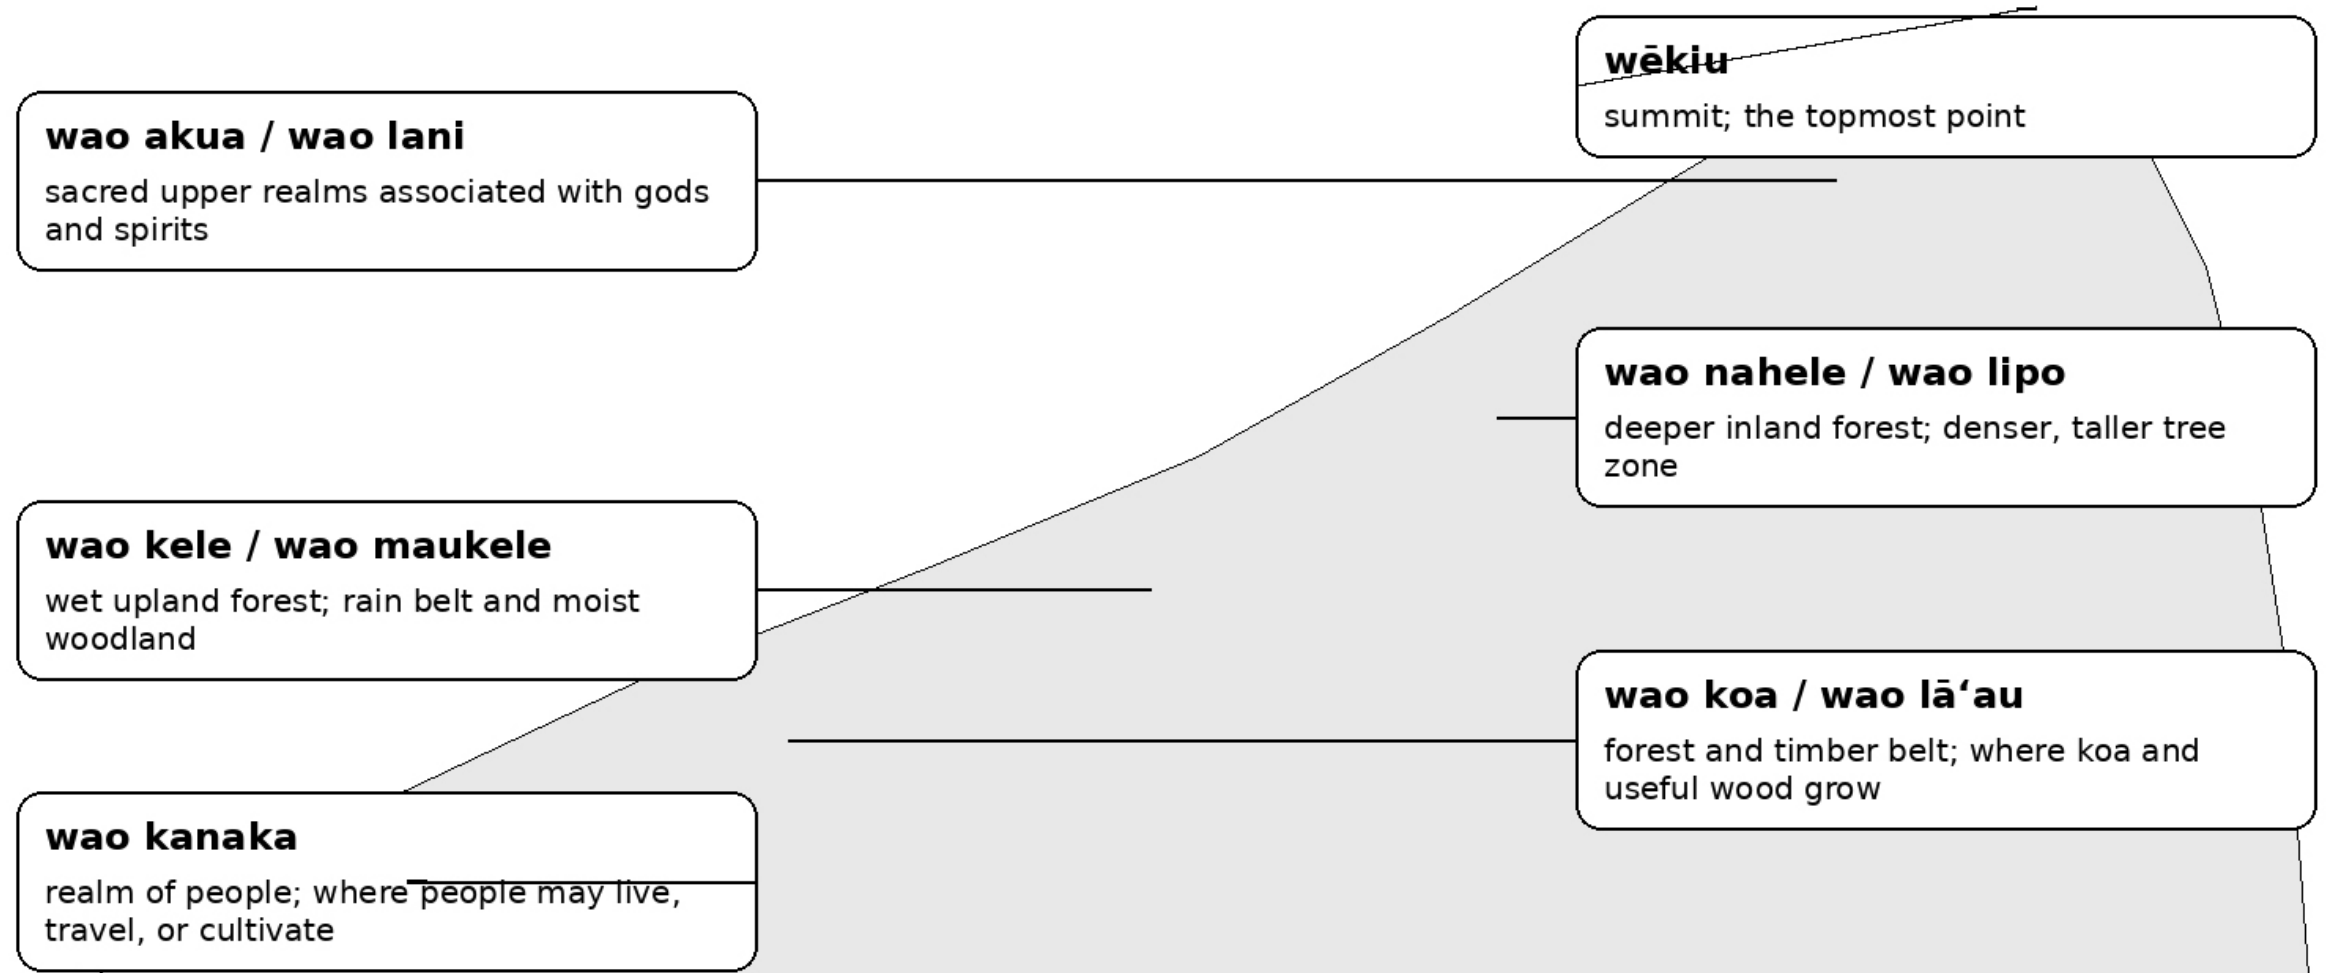 wēkiu
summit; the topmost point
wao akua / wao lani
sacred upper realms associated with gods
and spirits
wao nahele / wao lipo
deeper inland forest; denser, taller tree
zone
wao kele / wao maukele
wet upland forest; rain belt and moist
woodland
wao koa / wao lāʻau
forest and timber belt; where koa and
useful wood grow
wao kanaka
realm of people; where people may live,
travel, or cultivate